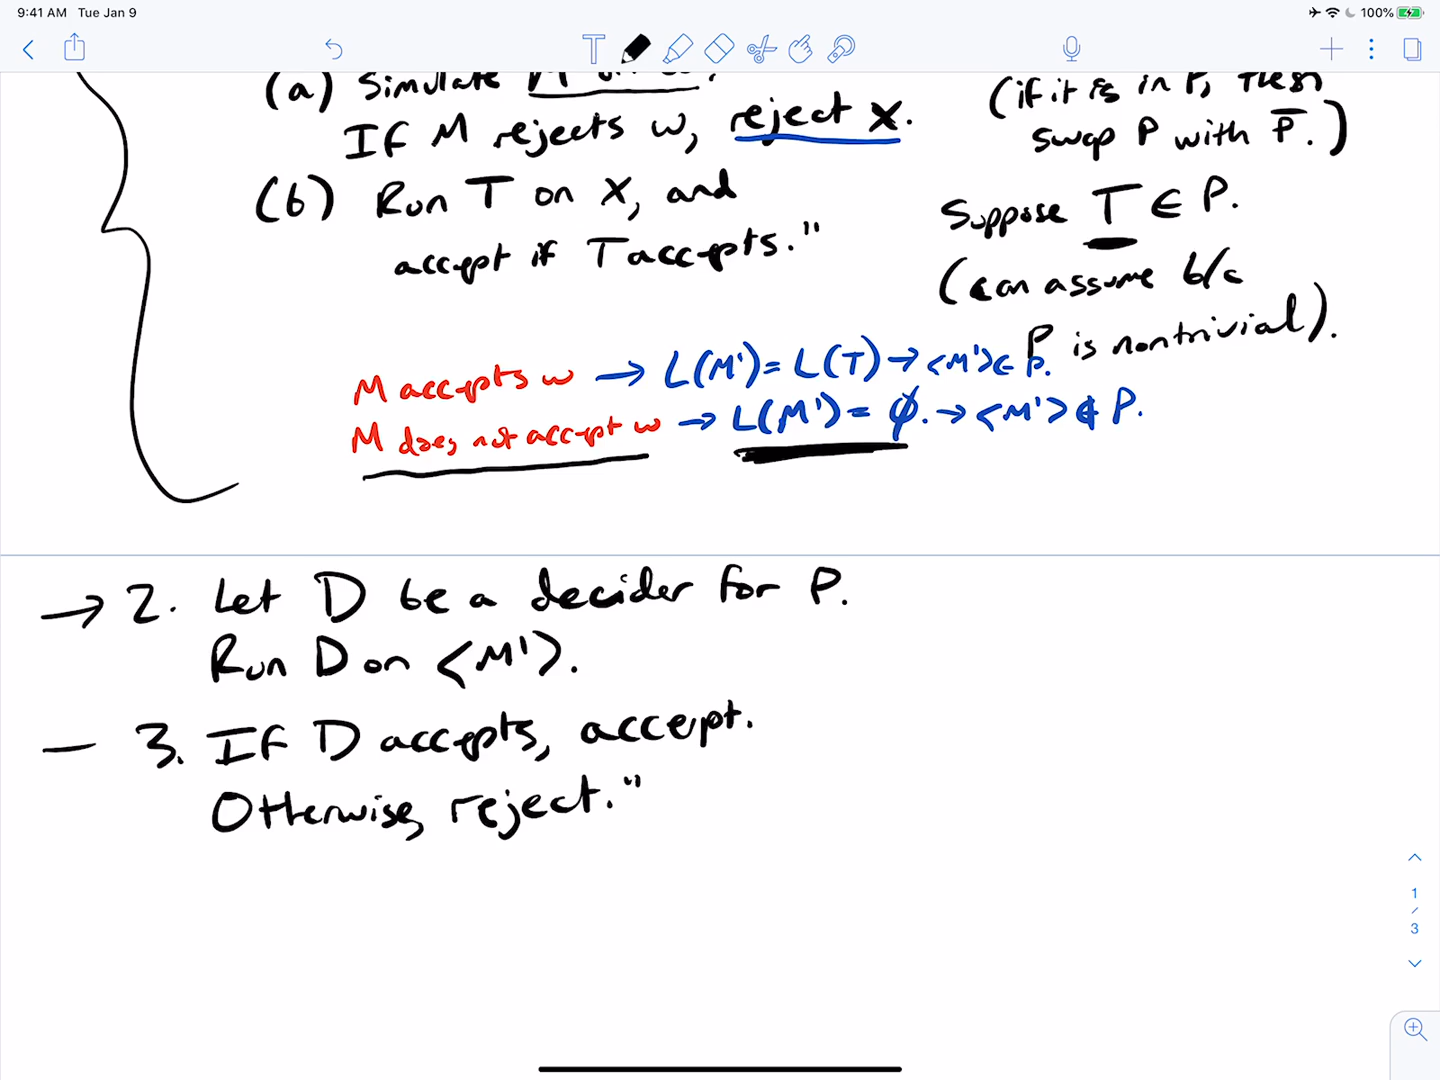 9:41 AM Tue Jan 9
100%
(a) Simulate M on w.
If M rejects w, reject x.
(b) Run T on x, and
accept if T accepts."
(if it is in P, then
swap P with P̅.)
Suppose T ∈ P.
(can assume b/c
P is nontrivial).
M accepts w → L(M') = L(T) → <M'> ∈ P.
M does not accept w → L(M') = ∅. → <M'> ∉ P.
→ 2. Let D be a decider for P.
Run D on <M'>.
— 3. If D accepts, accept.
Otherwise, reject."
1
/
3